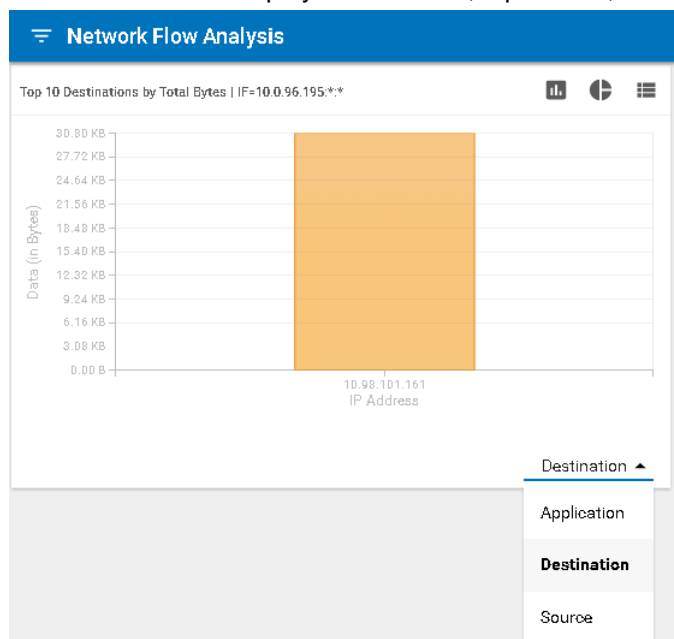 Network Flow Analysis
Top 10 Destinations by Total Bytes | IF=10.0.96.195:*:*
30.80 KB
27.72 KB
24.64 KB
21.56 KB
18.48 KB
15.40 KB
12.32 KB
9.24 KB
6.16 KB
3.08 KB
0.00 B
Data (in Bytes)
10.98.101.161
IP Address
Destination
Application
Destination
Source